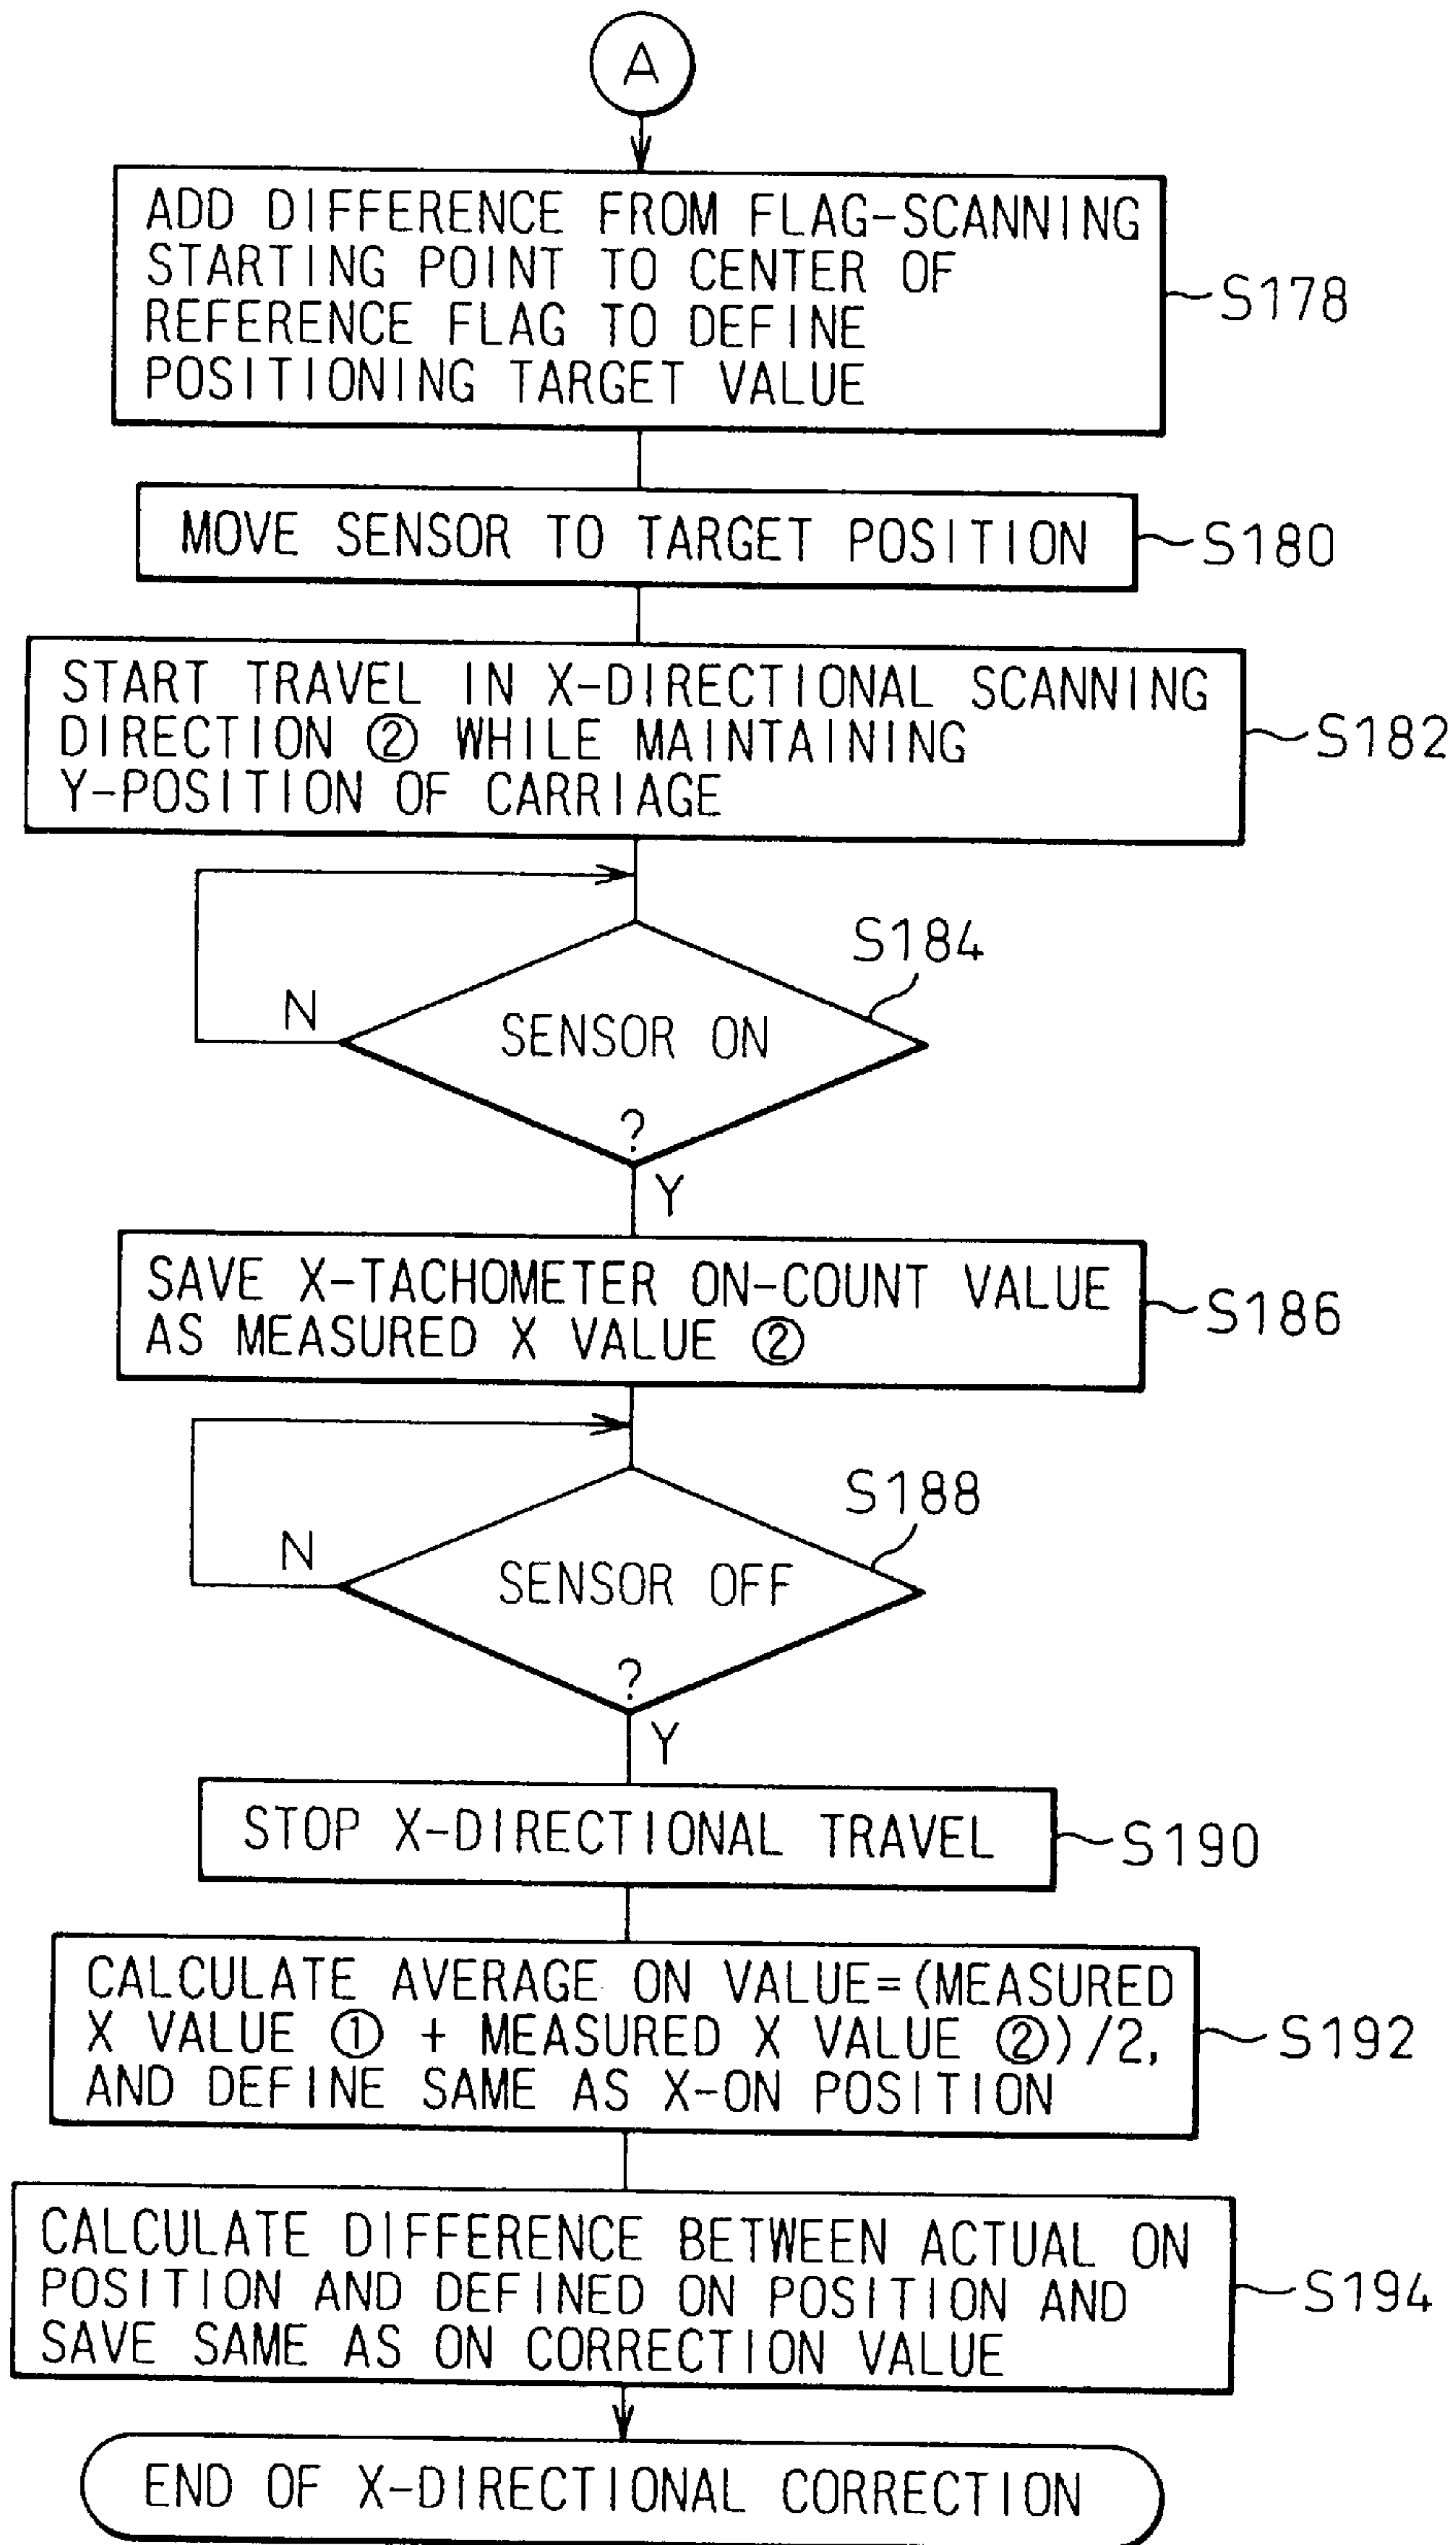 A
ADD DIFFERENCE FROM FLAG-SCANNING
STARTING POINT TO CENTER OF
REFERENCE FLAG TO DEFINE
POSITIONING TARGET VALUE
S178
MOVE SENSOR TO TARGET POSITION
S180
START TRAVEL IN X-DIRECTIONAL SCANNING
DIRECTION ② WHILE MAINTAINING
Y-POSITION OF CARRIAGE
S182
S184
N
SENSOR ON
?
Y
SAVE X-TACHOMETER ON-COUNT VALUE
AS MEASURED X VALUE ②
S186
S188
N
SENSOR OFF
?
Y
STOP X-DIRECTIONAL TRAVEL
S190
CALCULATE AVERAGE ON VALUE=(MEASURED
X VALUE ① + MEASURED X VALUE ②)/2,
AND DEFINE SAME AS X-ON POSITION
S192
CALCULATE DIFFERENCE BETWEEN ACTUAL ON
POSITION AND DEFINED ON POSITION AND
SAVE SAME AS ON CORRECTION VALUE
S194
END OF X-DIRECTIONAL CORRECTION